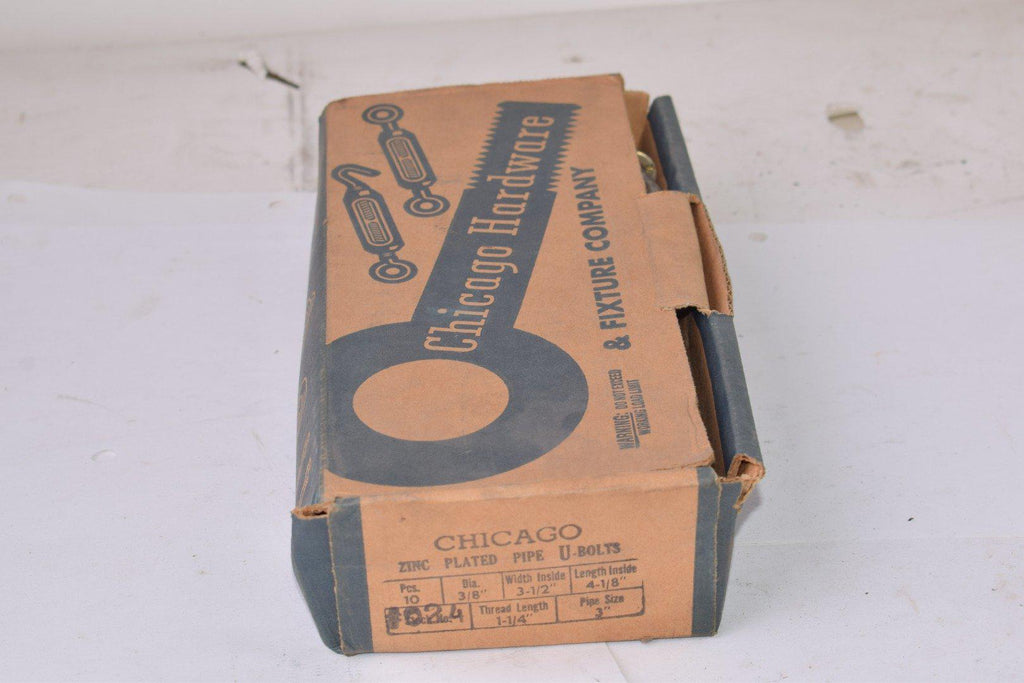 Chicago Hardware
& FIXTURE COMPANY
WARNING: DO NOT EXCEED
WORKING LOAD LIMIT
CHICAGO
ZINC PLATED PIPE U-BOLTS
Pcs. Dia. Width Inside Length Inside
10 3/8" 3-1/2" 4-1/8"
#024 Thread Length Pipe Size
1-1/4" 3"